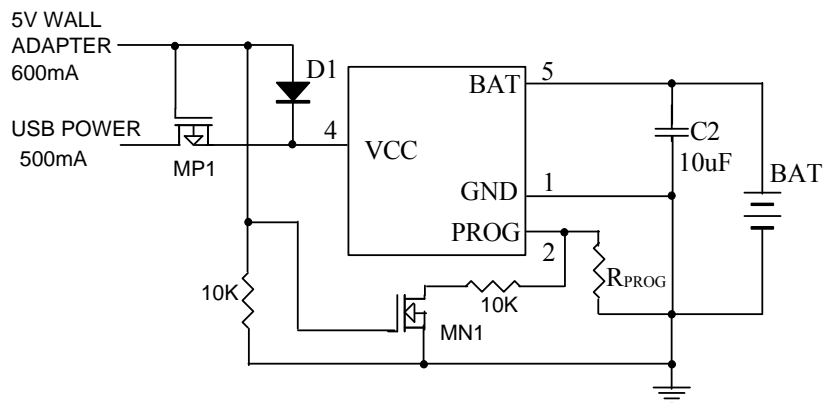 5V WALL
ADAPTER
600mA
USB POWER
500mA
MP1
D1
4
VCC
BAT
5
GND
1
PROG
2
C2
10uF
BAT
RPROG
10K
10K
MN1